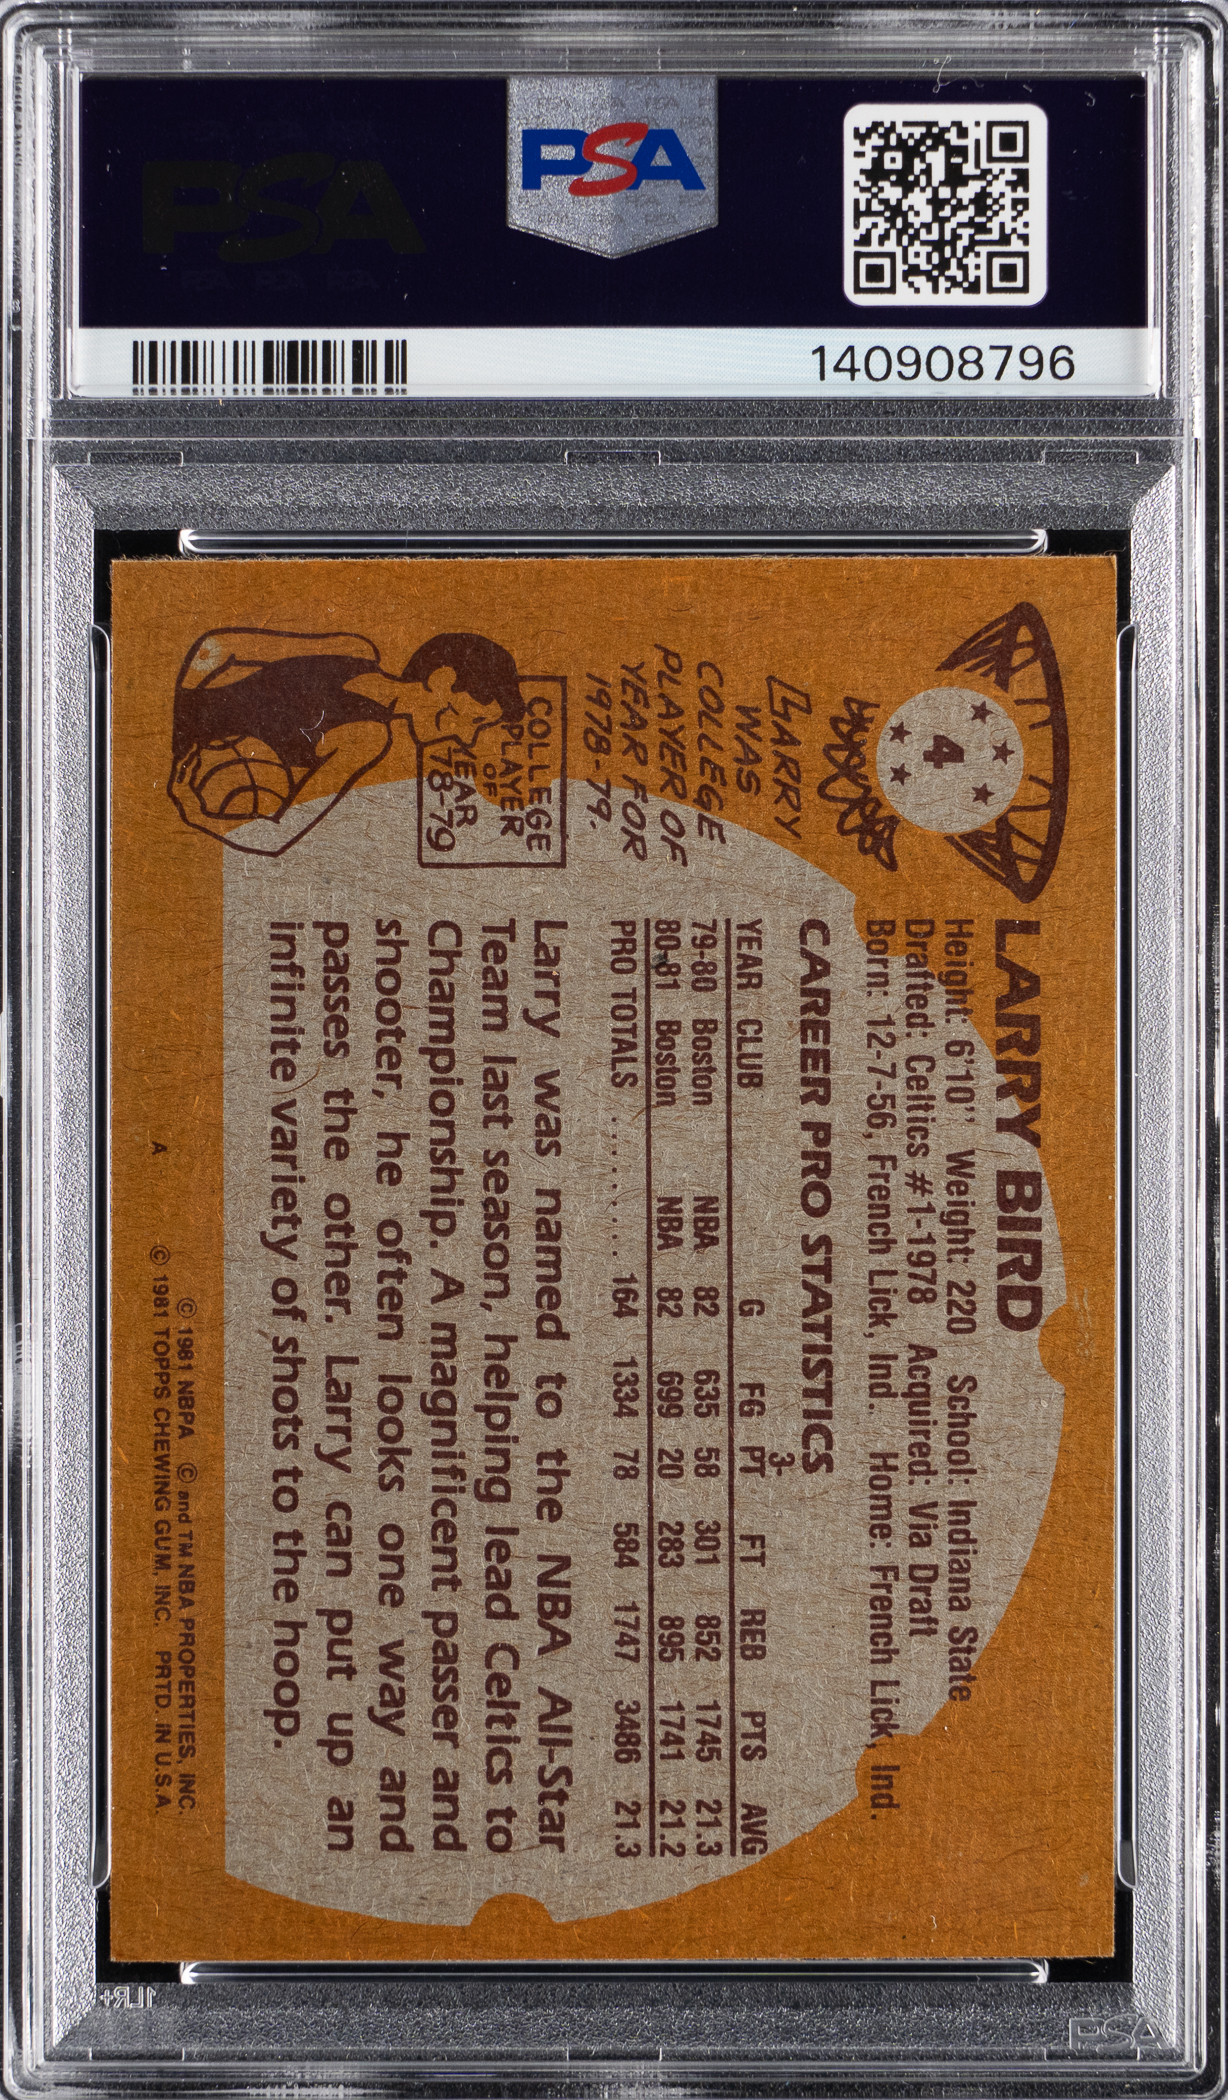 PSA
PSA
140908796
4
LARRY BIRD
Height: 6'10" Weight: 220 School: Indiana State
Drafted: Celtics #1-1978 Acquired: Via Draft
Born: 12-7-56, French Lick, Ind. Home: French Lick, Ind.
CAREER PRO STATISTICS
YEAR CLUB G FG 3-PT FT REB PTS AVG
79-80 Boston NBA 82 635 58 301 852 1745 21.3
80-81 Boston NBA 82 699 20 283 895 1741 21.2
PRO TOTALS .......... 164 1334 78 584 1747 3486 21.3
Larry was named to the NBA All-Star
Team last season, helping lead Celtics to
Championship. A magnificent passer and
shooter, he often looks one way and
passes the other. Larry can put up an
infinite variety of shots to the hoop.
LARRY
WAS
COLLEGE
PLAYER OF
YEAR FOR
1978-79.
COLLEGE
PLAYER
OF
YEAR
'78-79
© 1981 NBPA © and TM NBA PROPERTIES, INC.
A © 1981 TOPPS CHEWING GUM, INC. PRTD. IN U.S.A.
1LR+
PSA